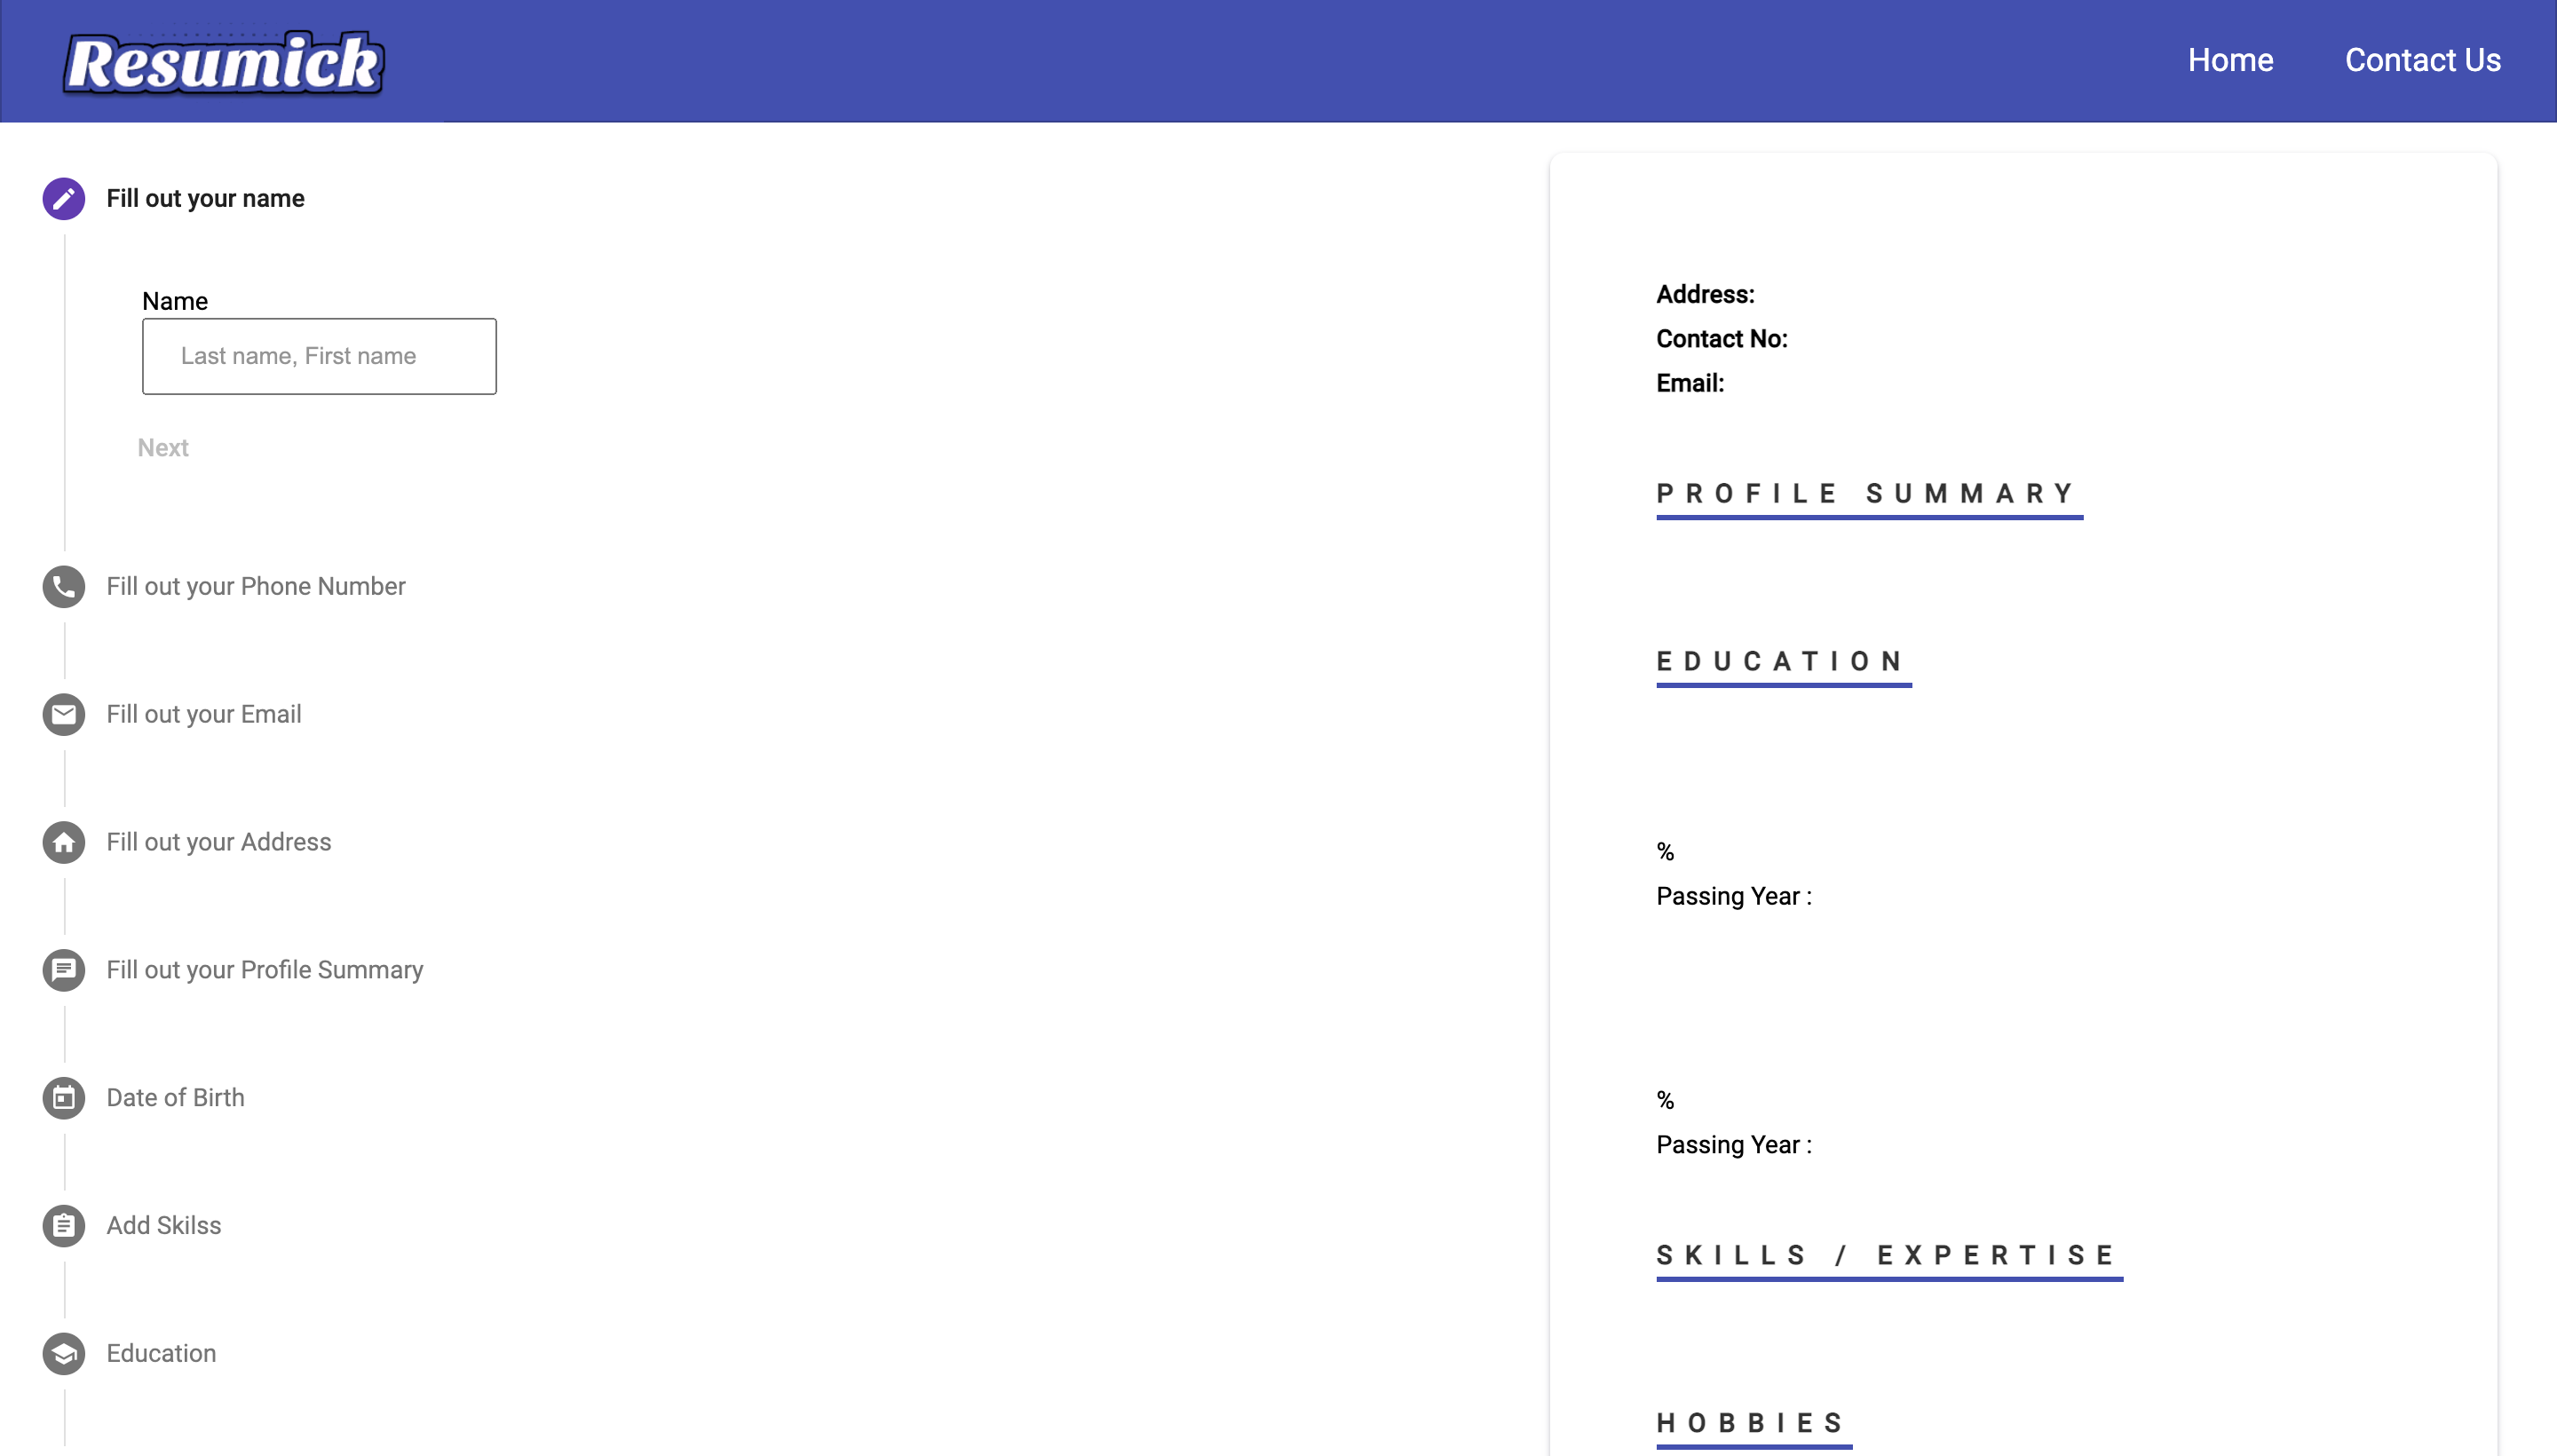 Resumick
Home
Contact Us
Fill out your name
Name
Last name, First name
Next
Fill out your Phone Number
Fill out your Email
Fill out your Address
Fill out your Profile Summary
Date of Birth
Add Skilss
Education
Address:
Contact No:
Email:
PROFILE SUMMARY
EDUCATION
%
Passing Year :
%
Passing Year :
SKILLS / EXPERTISE
HOBBIES